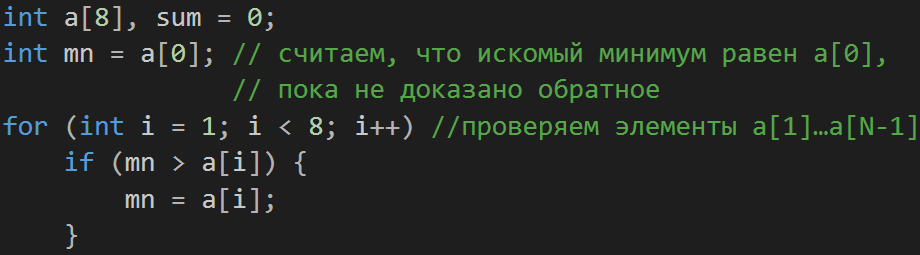 int a[8], sum = 0;
int mn = a[0]; // считаем, что искомый минимум равен a[0],
// пока не доказано обратное
for (int i = 1; i < 8; i++) //проверяем элементы a[1]…a[N-1]
if (mn > a[i]) {
mn = a[i];
}